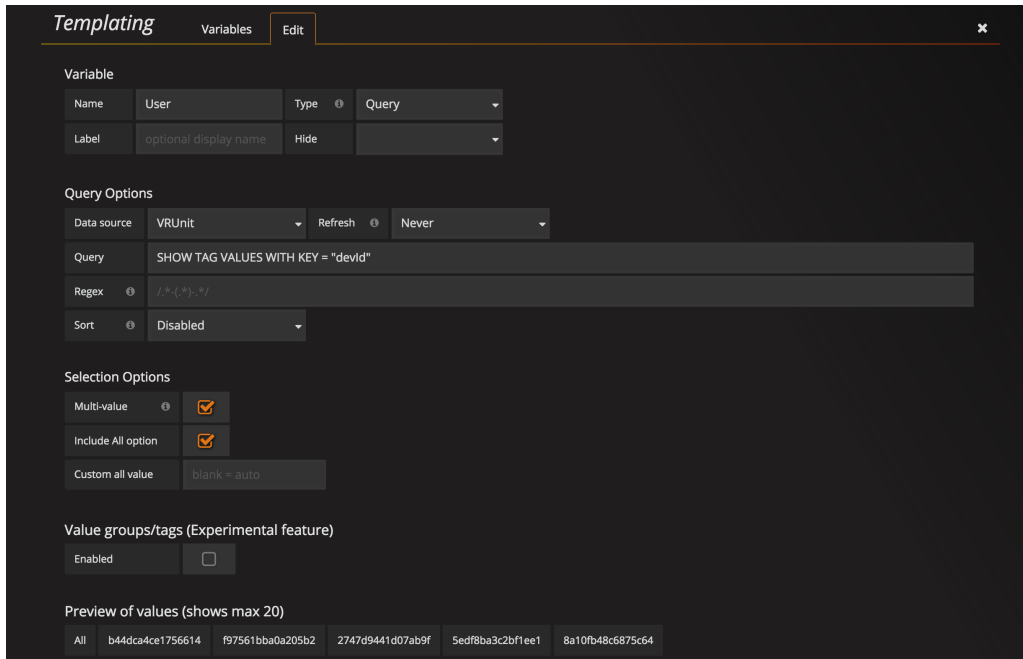 Templating Variables Edit
Variable
Name User Type Query
Label optional display name Hide
Query Options
Data source VRUnit Refresh Never
Query SHOW TAG VALUES WITH KEY = "devId"
Regex /.*-(.*)-.*/
Sort Disabled
Selection Options
Multi-value
Include All option
Custom all value blank = auto
Value groups/tags (Experimental feature)
Enabled
Preview of values (shows max 20)
All b44dca4ce1756614 f97561bba0a205b2 2747d9441d07ab9f 5edf8ba3c2bf1ee1 8a10fb48c6875c64